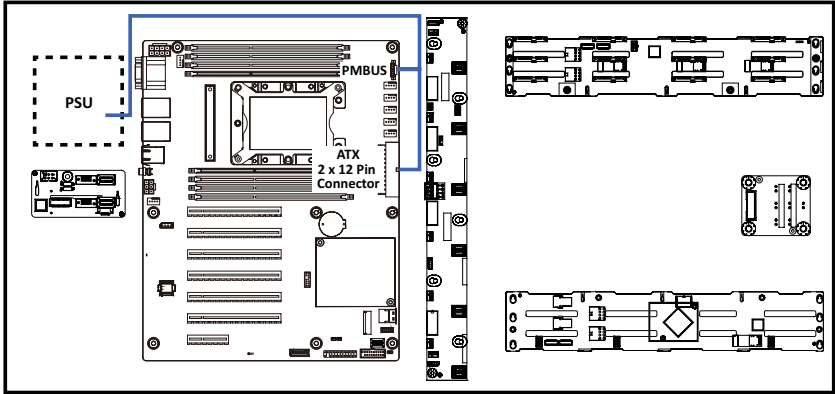 PSU
PMBUS
ATX
2 x 12 Pin
Connector